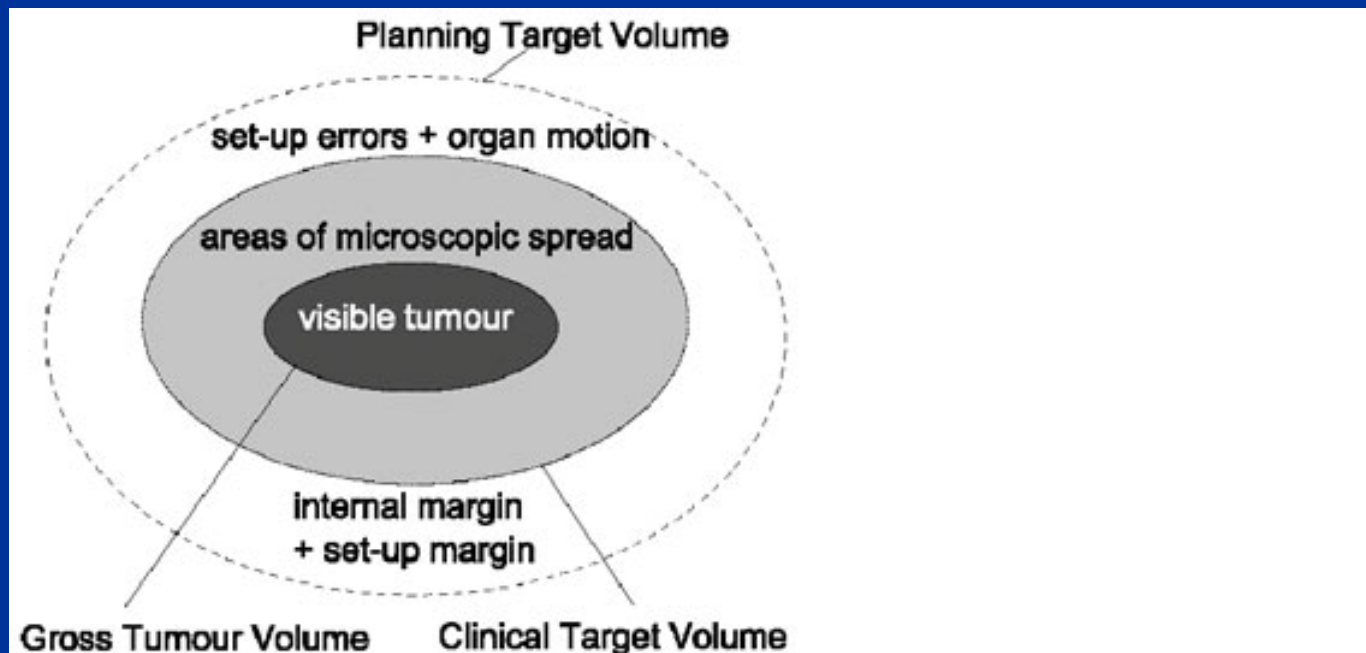 Planning Target Volume
set-up errors + organ motion
areas of microscopic spread
visible tumour
internal margin
+ set-up margin
Gross Tumour Volume
Clinical Target Volume